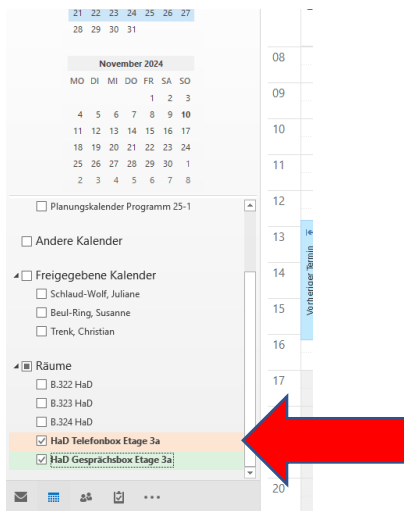 21 22 23 24 25 26 27
28 29 30 31
November 2024
MO DI MI DO FR SA SO
1 2 3
4 5 6 7 8 9 10
11 12 13 14 15 16 17
18 19 20 21 22 23 24
25 26 27 28 29 30 1
2 3 4 5 6 7 8
Planungskalender Programm 25-1
Andere Kalender
Freigegebene Kalender
Schlaud-Wolf, Juliane
Beul-Ring, Susanne
Trenk, Christian
Räume
B.322 HaD
B.323 HaD
B.324 HaD
HaD Telefonbox Etage 3a
HaD Gesprächsbox Etage 3a
08
09
10
11
12
13
14
15
16
17
20
Vorheriger Termin